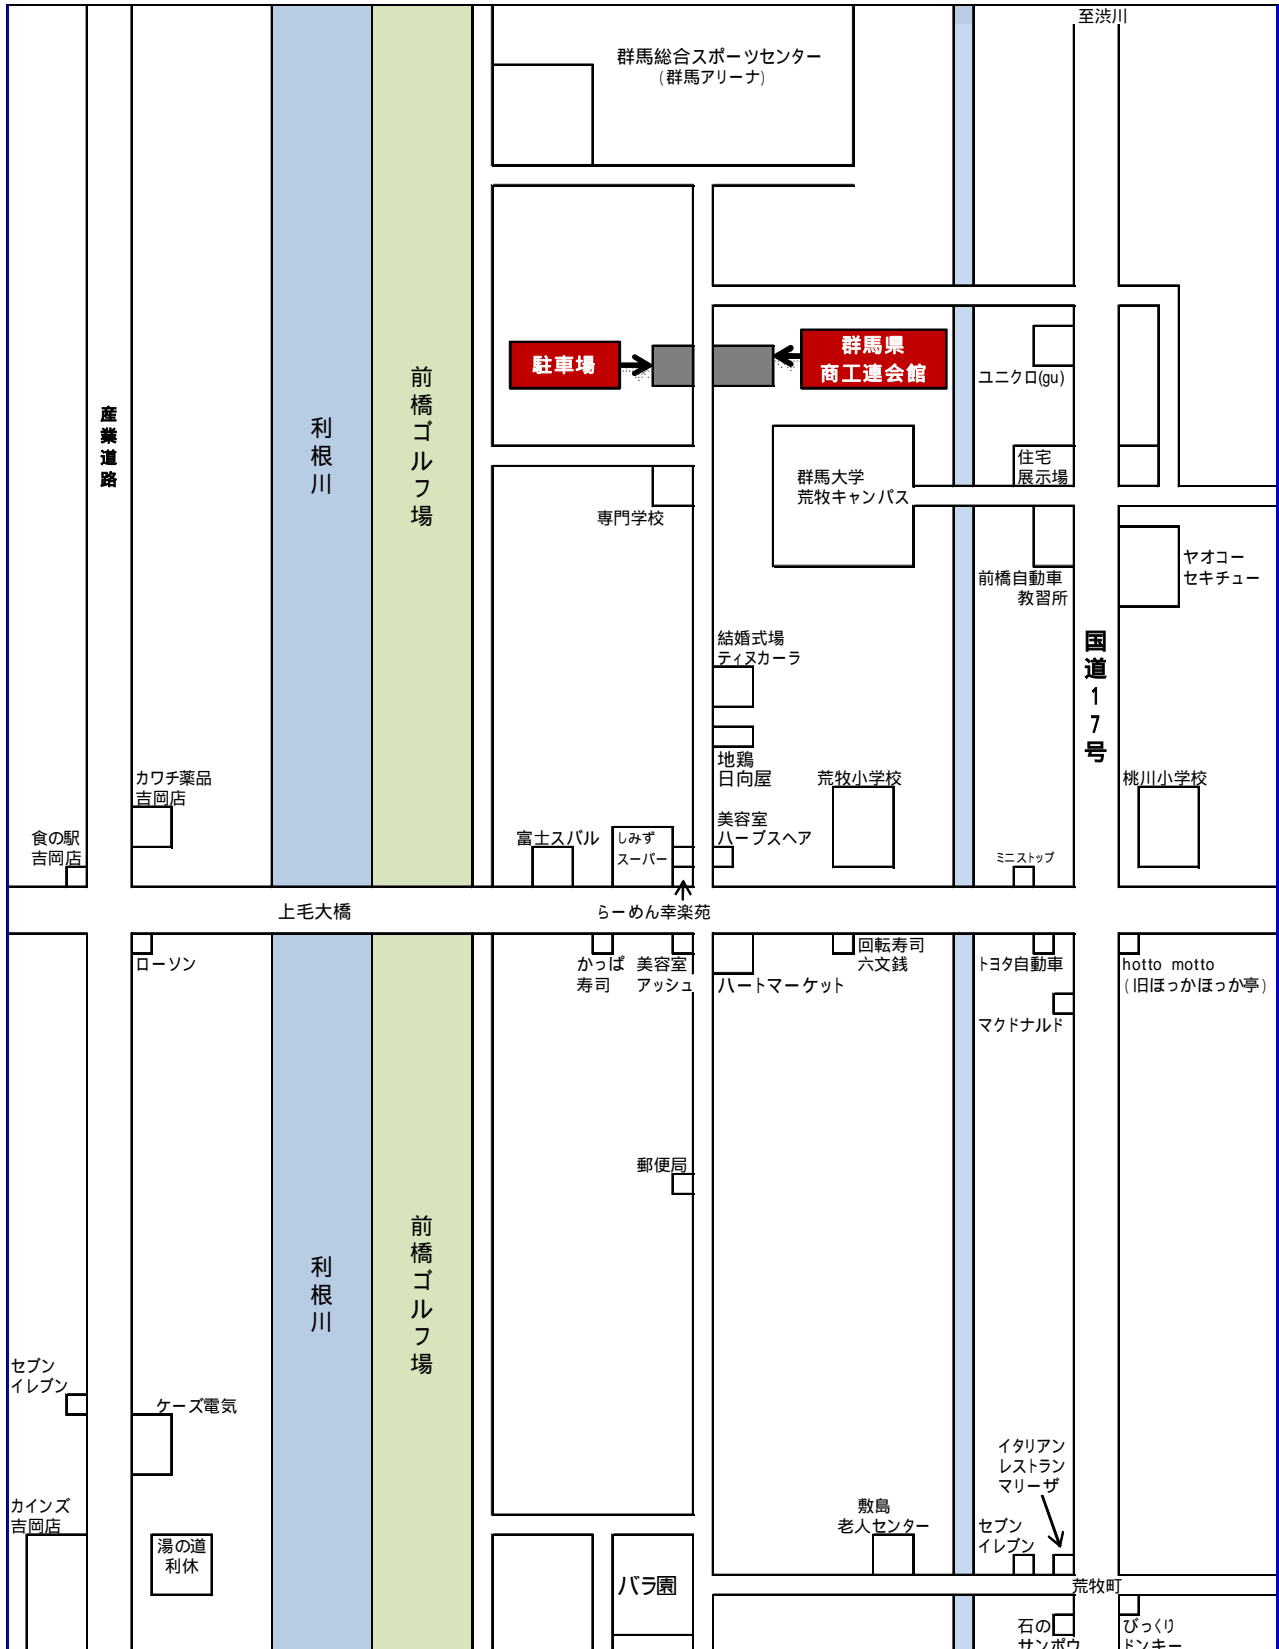 至渋川
群馬総合スポーツセンター
(群馬アリーナ)
駐車場
群馬県
商工連会館
ユニクロ(gu)
前橋ゴルフ場
利根川
産業道路
住宅
展示場
群馬大学
荒牧キャンパス
専門学校
前橋自動車
教習所
ヤオコー
セキチュー
国道17号
結婚式場
ティヌカーラ
地鶏
日向屋
荒牧小学校
桃川小学校
カワチ薬品
吉岡店
食の駅
吉岡店
富士スバル
しみず
スーパー
美容室
ハーブスヘア
ミニストップ
上毛大橋
らーめん幸楽苑
ローソン
かっぱ
寿司
美容室
アッシュ
ハートマーケット
回転寿司
六文銭
トヨタ自動車
hotto motto
(旧ほっかほっか亭)
マクドナルド
郵便局
前橋ゴルフ場
利根川
セブン
イレブン
ケーズ電気
イタリアン
レストラン
マリーザ
カインズ
吉岡店
湯の道
利休
敷島
老人センター
セブン
イレブン
バラ園
荒牧町
石の
サンポウ
びっくり
ドンキー